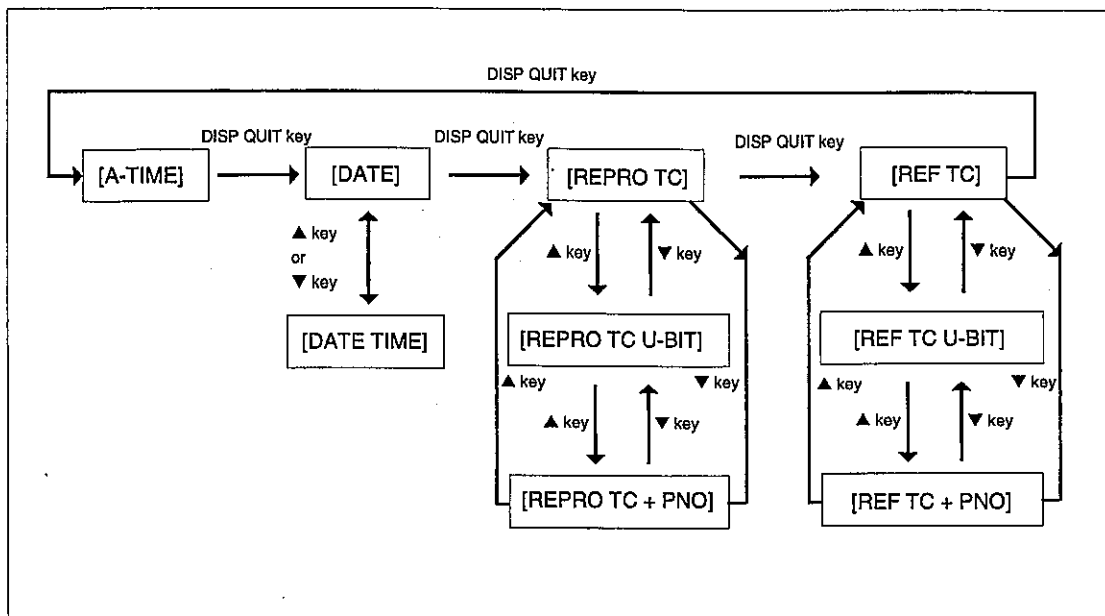 DISP QUIT key
DISP QUIT key
DISP QUIT key
DISP QUIT key
[A-TIME]
[DATE]
[REPRO TC]
[REF TC]
▲ key
or
▼ key
▲ key
▼ key
▲ key
▼ key
[DATE TIME]
[REPRO TC U-BIT]
[REF TC U-BIT]
▲ key
▼ key
▲ key
▼ key
▲ key
▼ key
▲ key
▼ key
[REPRO TC + PNO]
[REF TC + PNO]